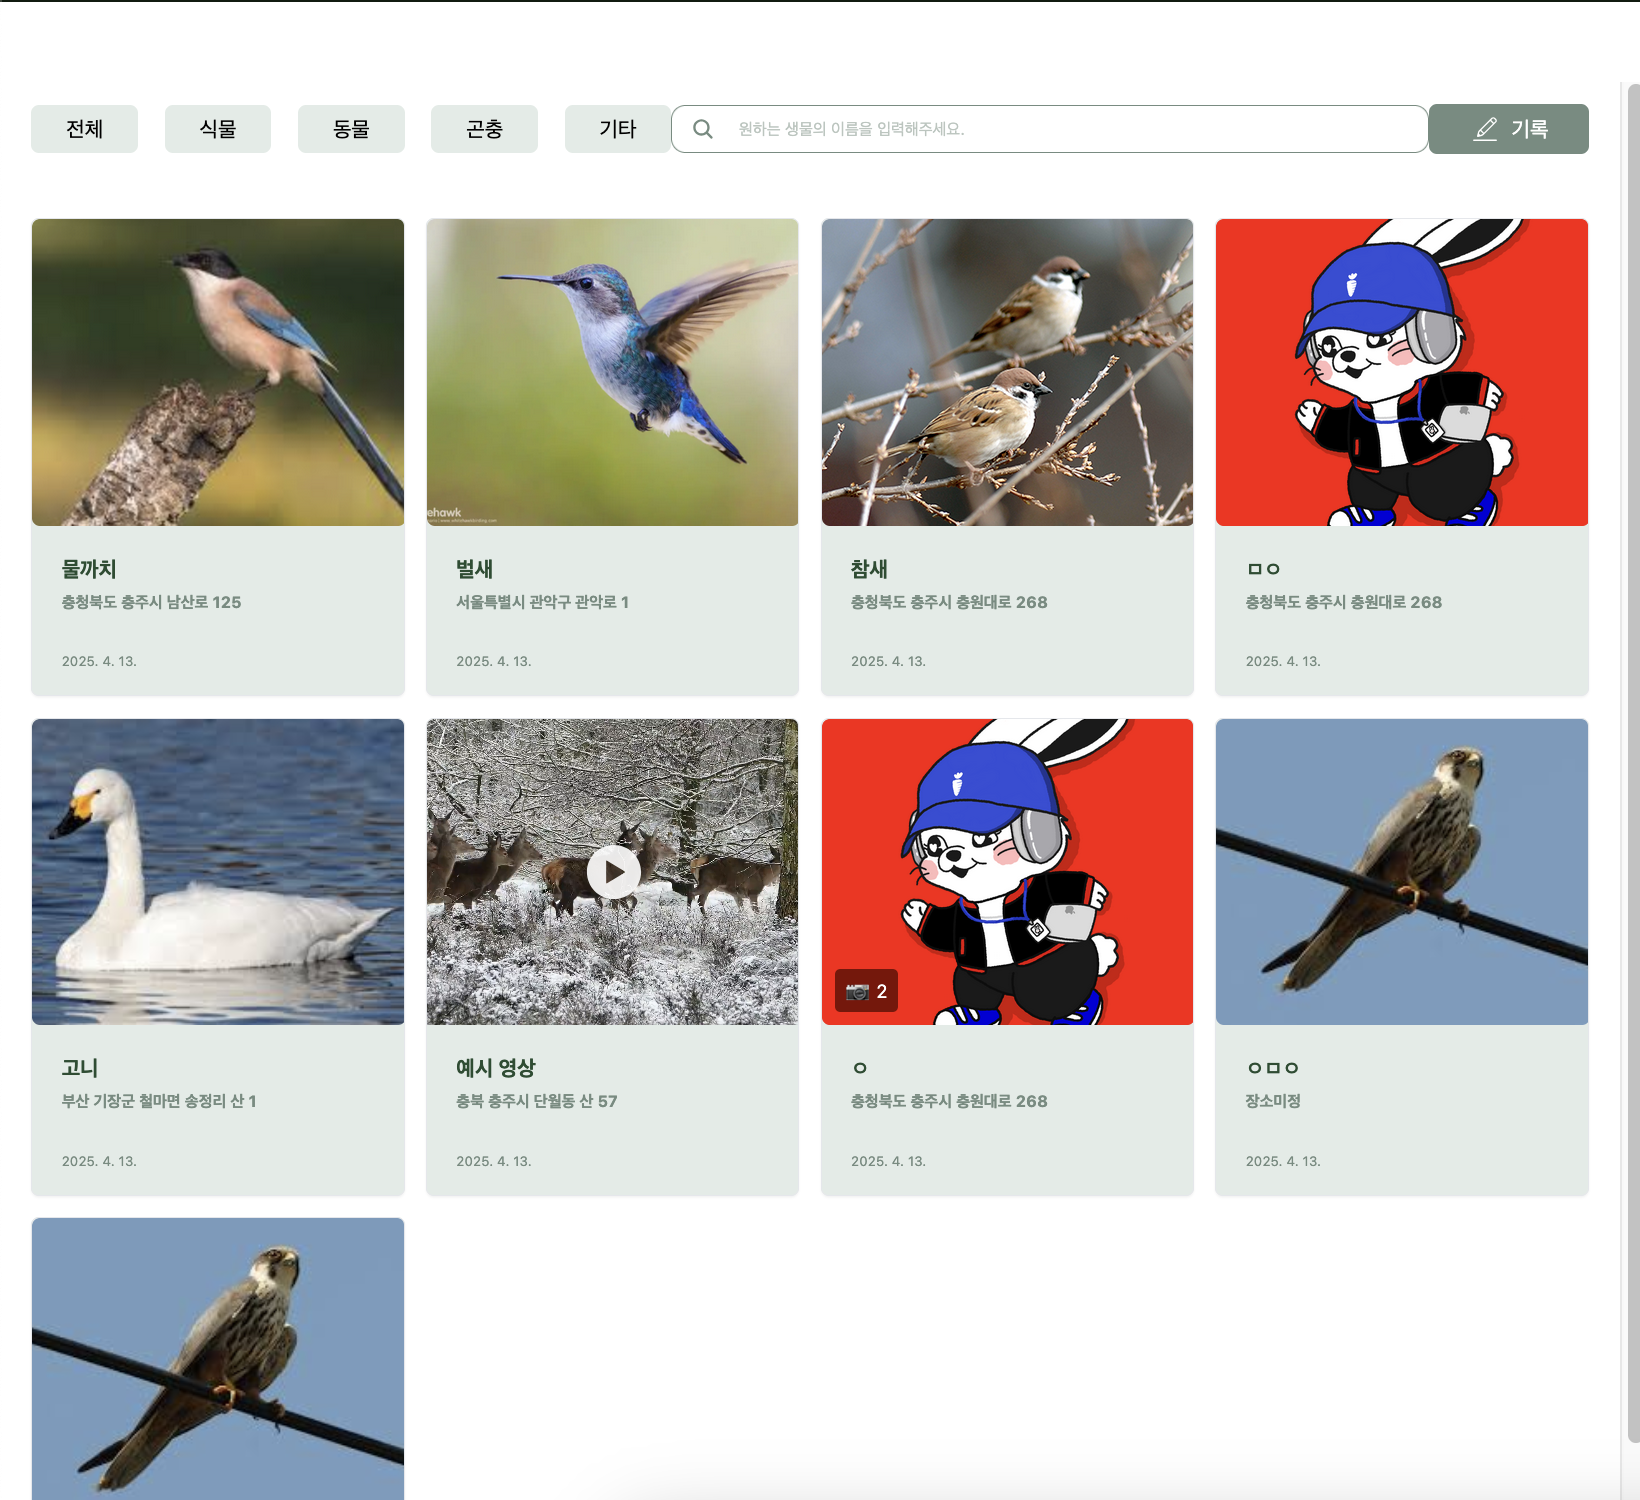 전체
식물
동물
곤충
기타
원하는 생물의 이름을 입력해주세요.
기록
ehawk
물까치
충청북도 충주시 남산로 125
2025. 4. 13.
벌새
서울특별시 관악구 관악로 1
2025. 4. 13.
참새
충청북도 충주시 충원대로 268
2025. 4. 13.
ㅁㅇ
충청북도 충주시 충원대로 268
2025. 4. 13.
2
고니
부산 기장군 철마면 송정리 산 1
2025. 4. 13.
예시 영상
충북 충주시 단월동 산 57
2025. 4. 13.
ㅇ
충청북도 충주시 충원대로 268
2025. 4. 13.
ㅇㅁㅇ
장소미정
2025. 4. 13.